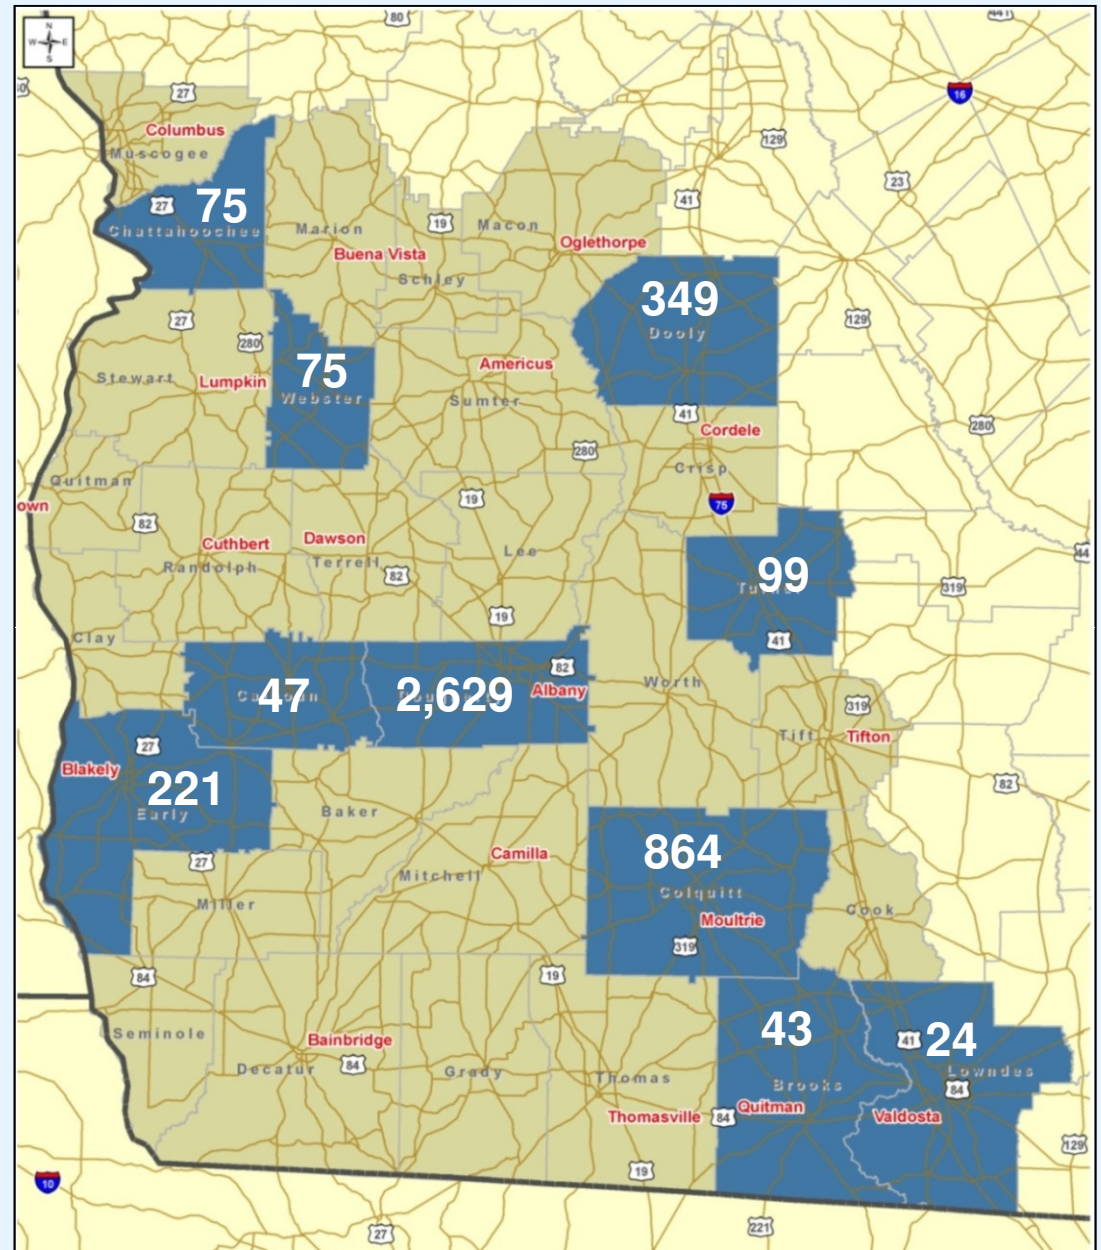 N
W E
S
80
441
27
16
Columbus
129
Muscogee
23
75
27
41
Chattahoochee
Marion
19
Macon
Buena Vista
Oglethorpe
Schley
349
27
129
Dooly
280
Stewart
Lumpkin
75
Webster
Americus
Sumter
41
Cordele
280
280
Crisp
Quitman
own
19
75
82
Cuthbert
Dawson
Lee
44
Randolph
Terrell
82
99
319
19
41
Clay
47
2,629
82
Albany
Worth
319
Tift
Tifton
27
Blakely
221
Early
Baker
82
27
Camilla
864
Mitchell
Colquitt
Miller
Moultrie
Cook
319
84
19
Seminole
Bainbridge
84
Decatur
Grady
Thomas
43
41
24
Brooks
Lowndes
84
Thomasville
84
Quitman
Valdosta
129
19
10
27
221